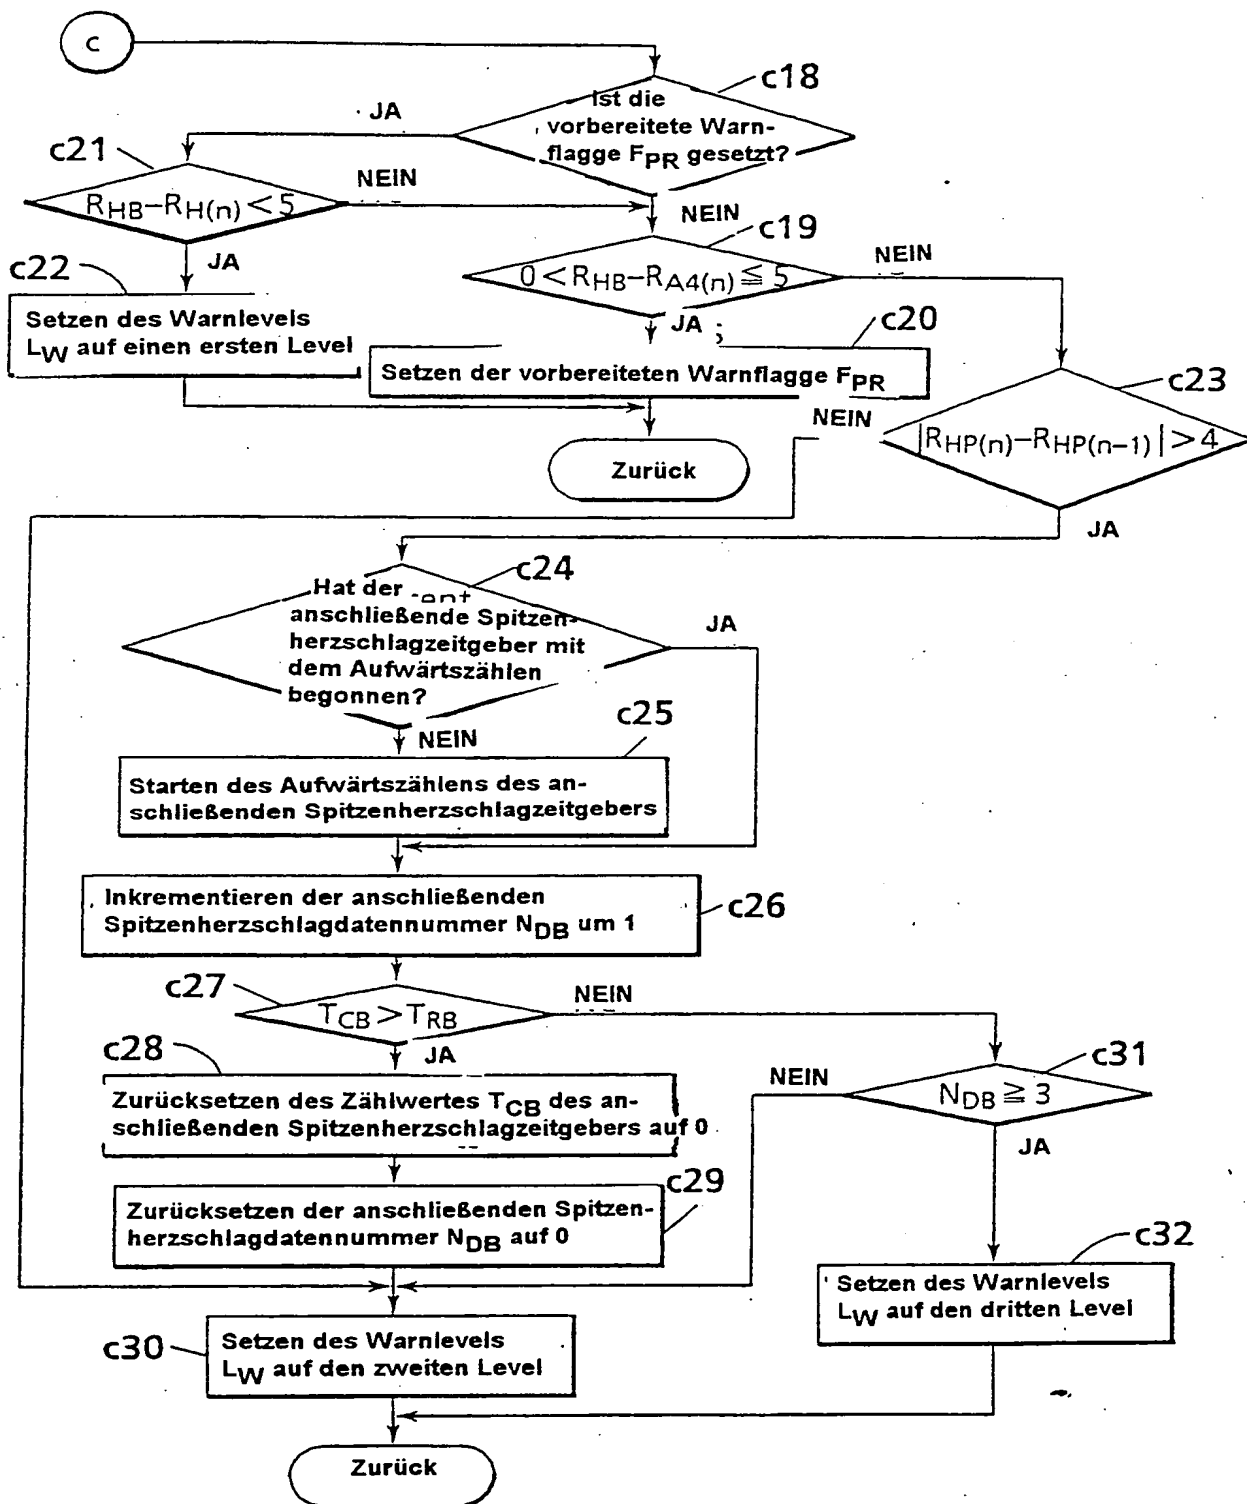 c
c18
Ist die
vorbereitete Warn-
flagge FPR gesetzt?
JA
c21
RHB–RH(n) < 5
NEIN
NEIN
c19
0 < RHB–RA4(n) ≦ 5
NEIN
JA
c22
Setzen des Warnlevels
LW auf einen ersten Level
JA
c20
Setzen der vorbereiteten Warnflagge FPR
c23
|RHP(n)–RHP(n–1)| > 4
NEIN
Zurück
JA
c24
Hat der
anschließende Spitzen-
herzschlagzeitgeber mit
dem Aufwärtszählen
begonnen?
JA
NEIN
c25
Starten des Aufwärtszählens des an-
schließenden Spitzenherzschlagzeitgebers
Inkrementieren der anschließenden
Spitzenherzschlagdatennummer NDB um 1
c26
c27
TCB > TRB
NEIN
JA
c28
Zurücksetzen des Zählwertes TCB des an-
schließenden Spitzenherzschlagzeitgebers auf 0
c31
NDB ≧ 3
NEIN
JA
c29
Zurücksetzen der anschließenden Spitzen-
herzschlagdatennummer NDB auf 0
c32
Setzen des Warnlevels
LW auf den dritten Level
c30
Setzen des Warnlevels
LW auf den zweiten Level
Zurück